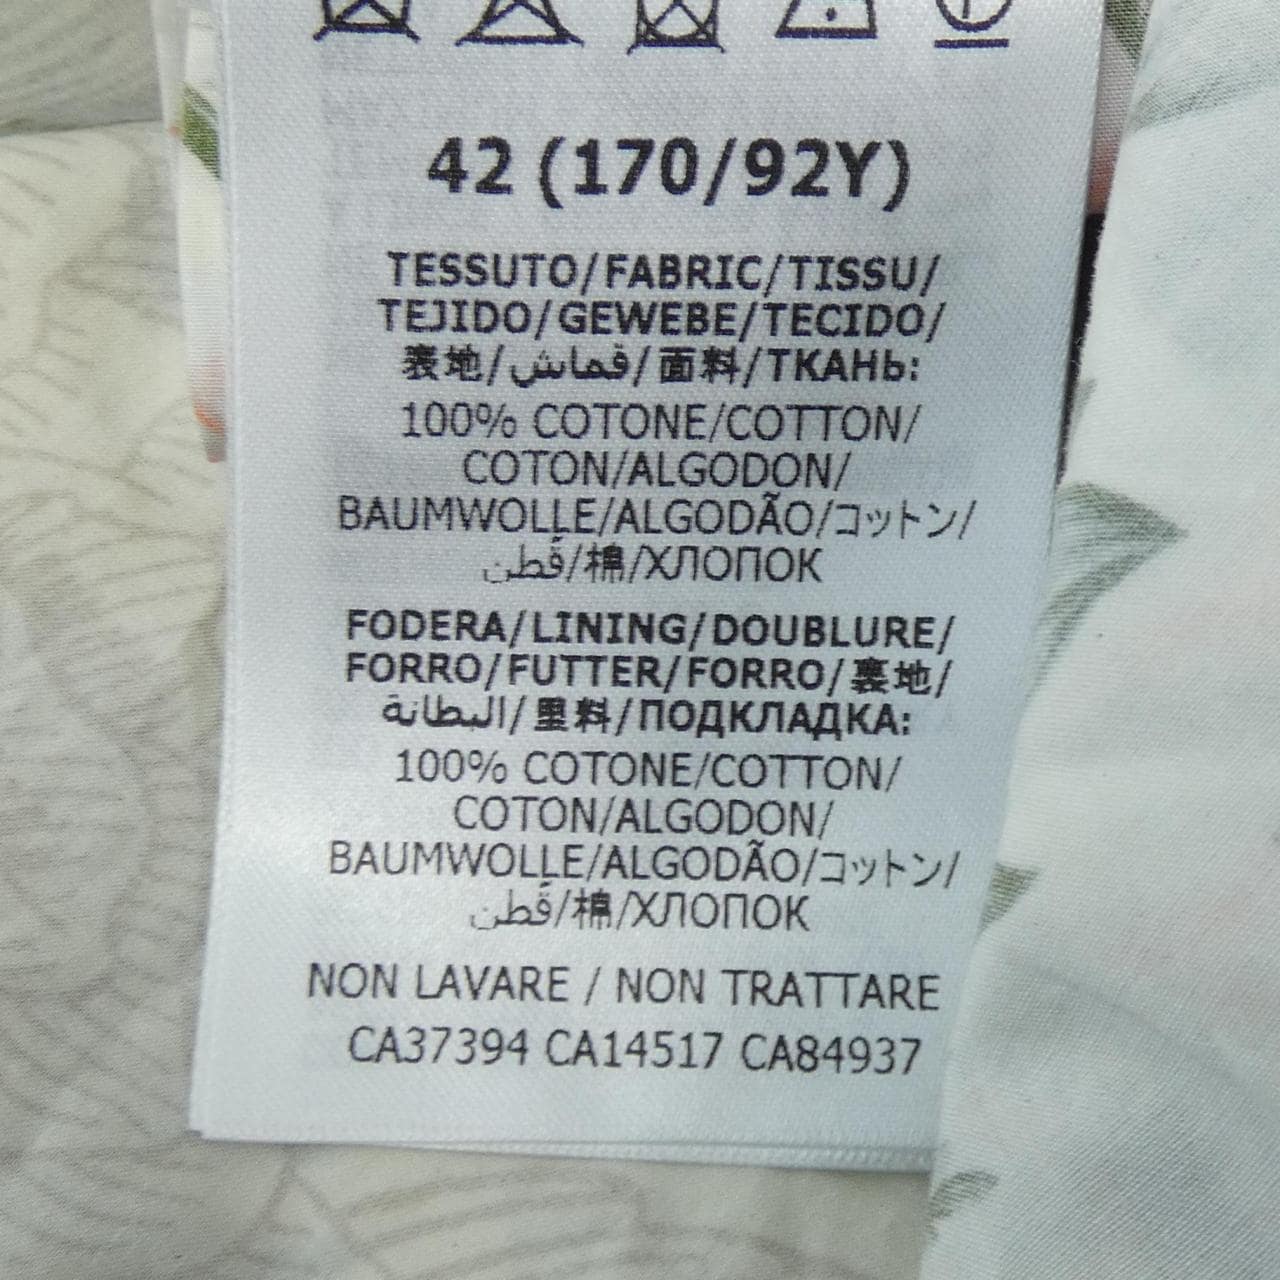 42 (170/92Y)
TESSUTO/FABRIC/TISSU/
TEJIDO/GEWEBE/TECIDO/
表地/قماش/面料/ТКАНЬ:
100% COTONE/COTTON/
COTON/ALGODON/
BAUMWOLLE/ALGODÃO/コットン/
قُطن/棉/ХЛОПОК
FODERA/LINING/DOUBLURE/
FORRO/FUTTER/FORRO/裏地/
البطانة/里料/ПОДКЛАДКА:
100% COTONE/COTTON/
COTON/ALGODON/
BAUMWOLLE/ALGODÃO/コットン/
قُطن/棉/ХЛОПОК
NON LAVARE / NON TRATTARE
CA37394 CA14517 CA84937